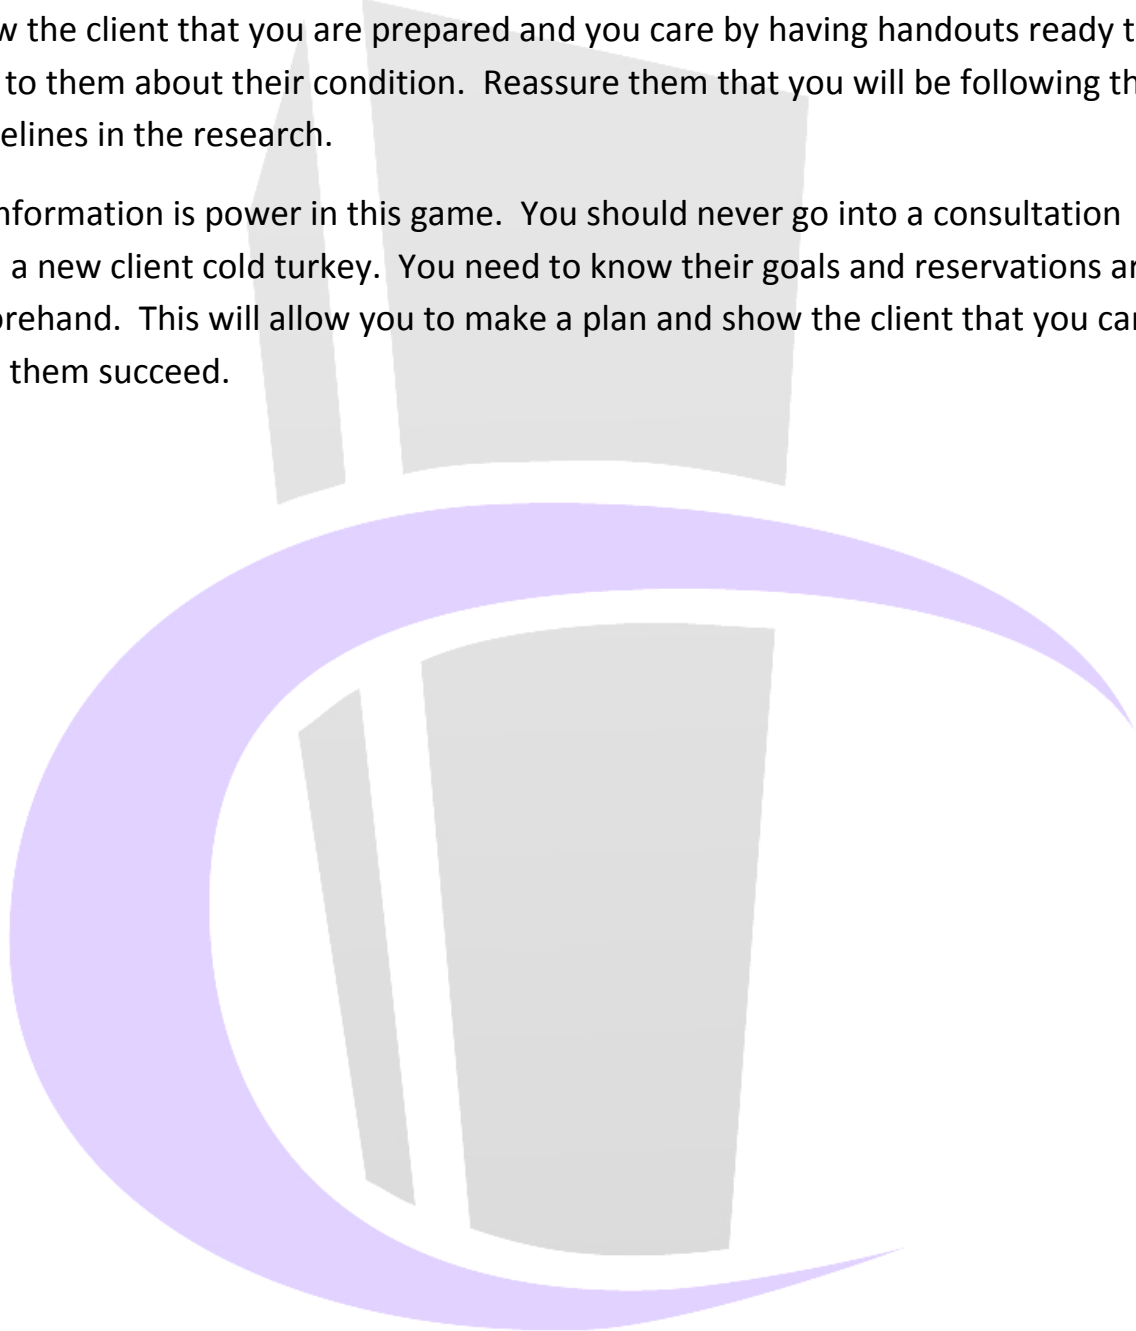 w the client that you are prepared and you care by having handouts ready t
to them about their condition.  Reassure them that you will be following th
elines in the research.
nformation is power in this game.  You should never go into a consultation
a new client cold turkey.  You need to know their goals and reservations ar
orehand.  This will allow you to make a plan and show the client that you car
them succeed.